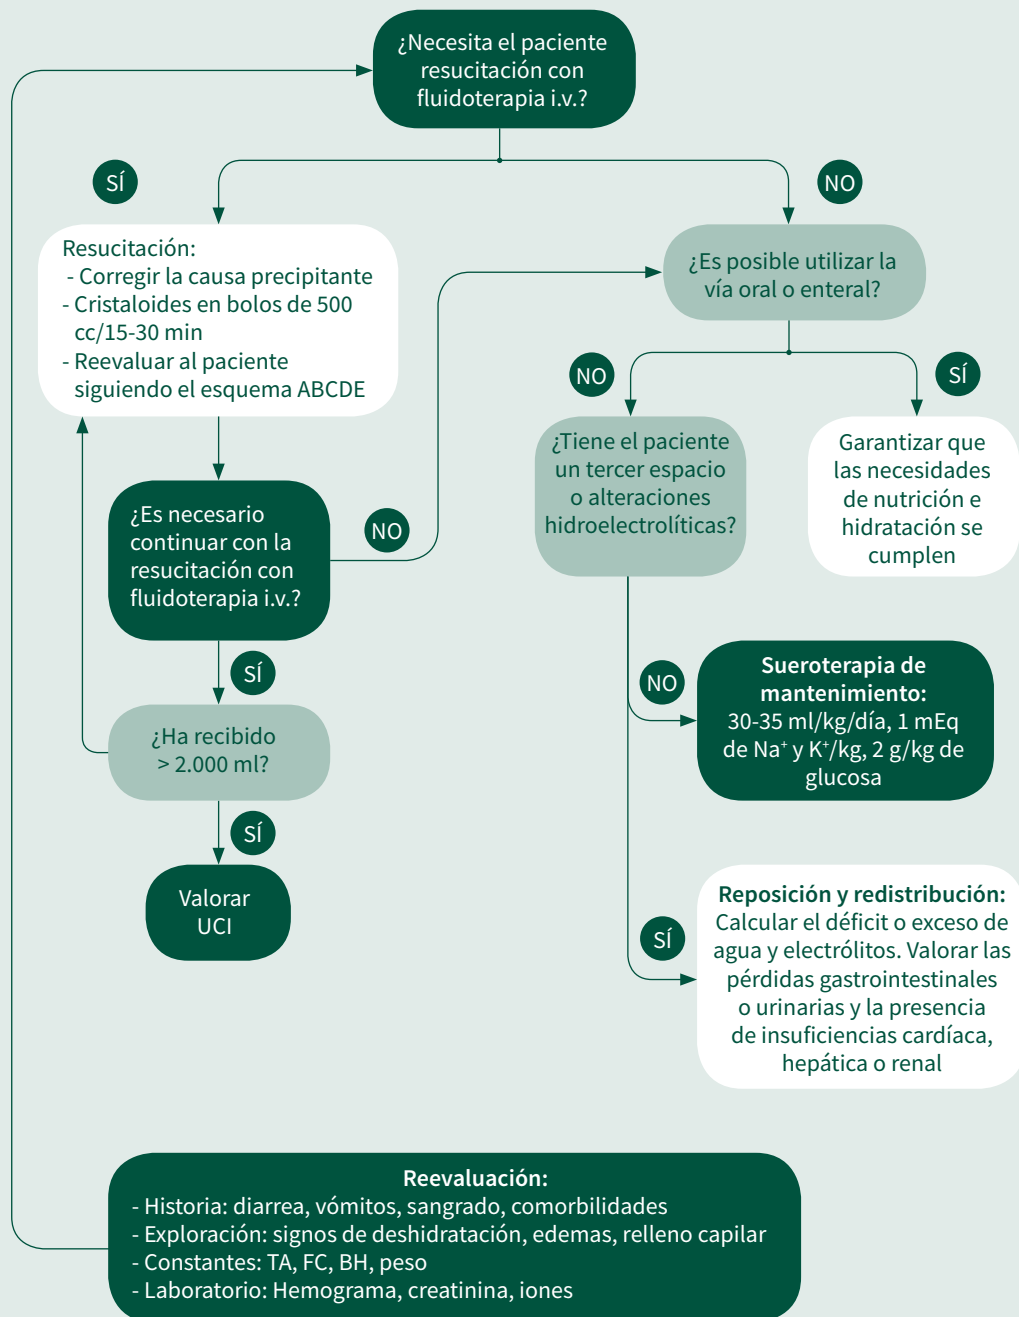 ¿Necesita el paciente
resucitación con
fluidoterapia i.v.?
SÍ
NO
Resucitación:
- Corregir la causa precipitante
- Cristaloides en bolos de 500
cc/15-30 min
- Reevaluar al paciente
siguiendo el esquema ABCDE
¿Es posible utilizar la
vía oral o enteral?
NO
SÍ
¿Tiene el paciente
un tercer espacio
o alteraciones
hidroelectrolíticas?
Garantizar que
las necesidades
de nutrición e
hidratación se
cumplen
¿Es necesario
continuar con la
resucitación con
fluidoterapia i.v.?
NO
SÍ
¿Ha recibido
> 2.000 ml?
SÍ
Valorar
UCI
NO
Sueroterapia de
mantenimiento:
30-35 ml/kg/día, 1 mEq
de Na⁺ y K⁺/kg, 2 g/kg de
glucosa
SÍ
Reposición y redistribución:
Calcular el déficit o exceso de
agua y electrólitos. Valorar las
pérdidas gastrointestinales
o urinarias y la presencia
de insuficiencias cardíaca,
hepática o renal
Reevaluación:
- Historia: diarrea, vómitos, sangrado, comorbilidades
- Exploración: signos de deshidratación, edemas, relleno capilar
- Constantes: TA, FC, BH, peso
- Laboratorio: Hemograma, creatinina, iones